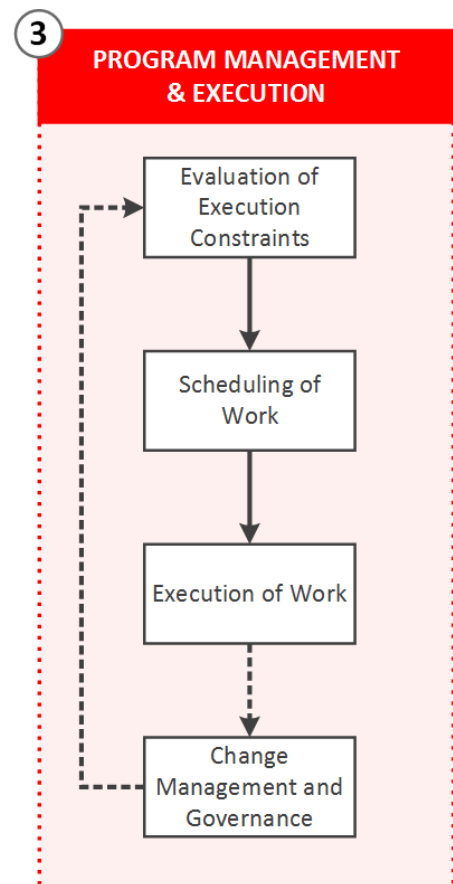 3
PROGRAM MANAGEMENT
& EXECUTION
Evaluation of
Execution
Constraints
Scheduling of
Work
Execution of Work
Change
Management and
Governance